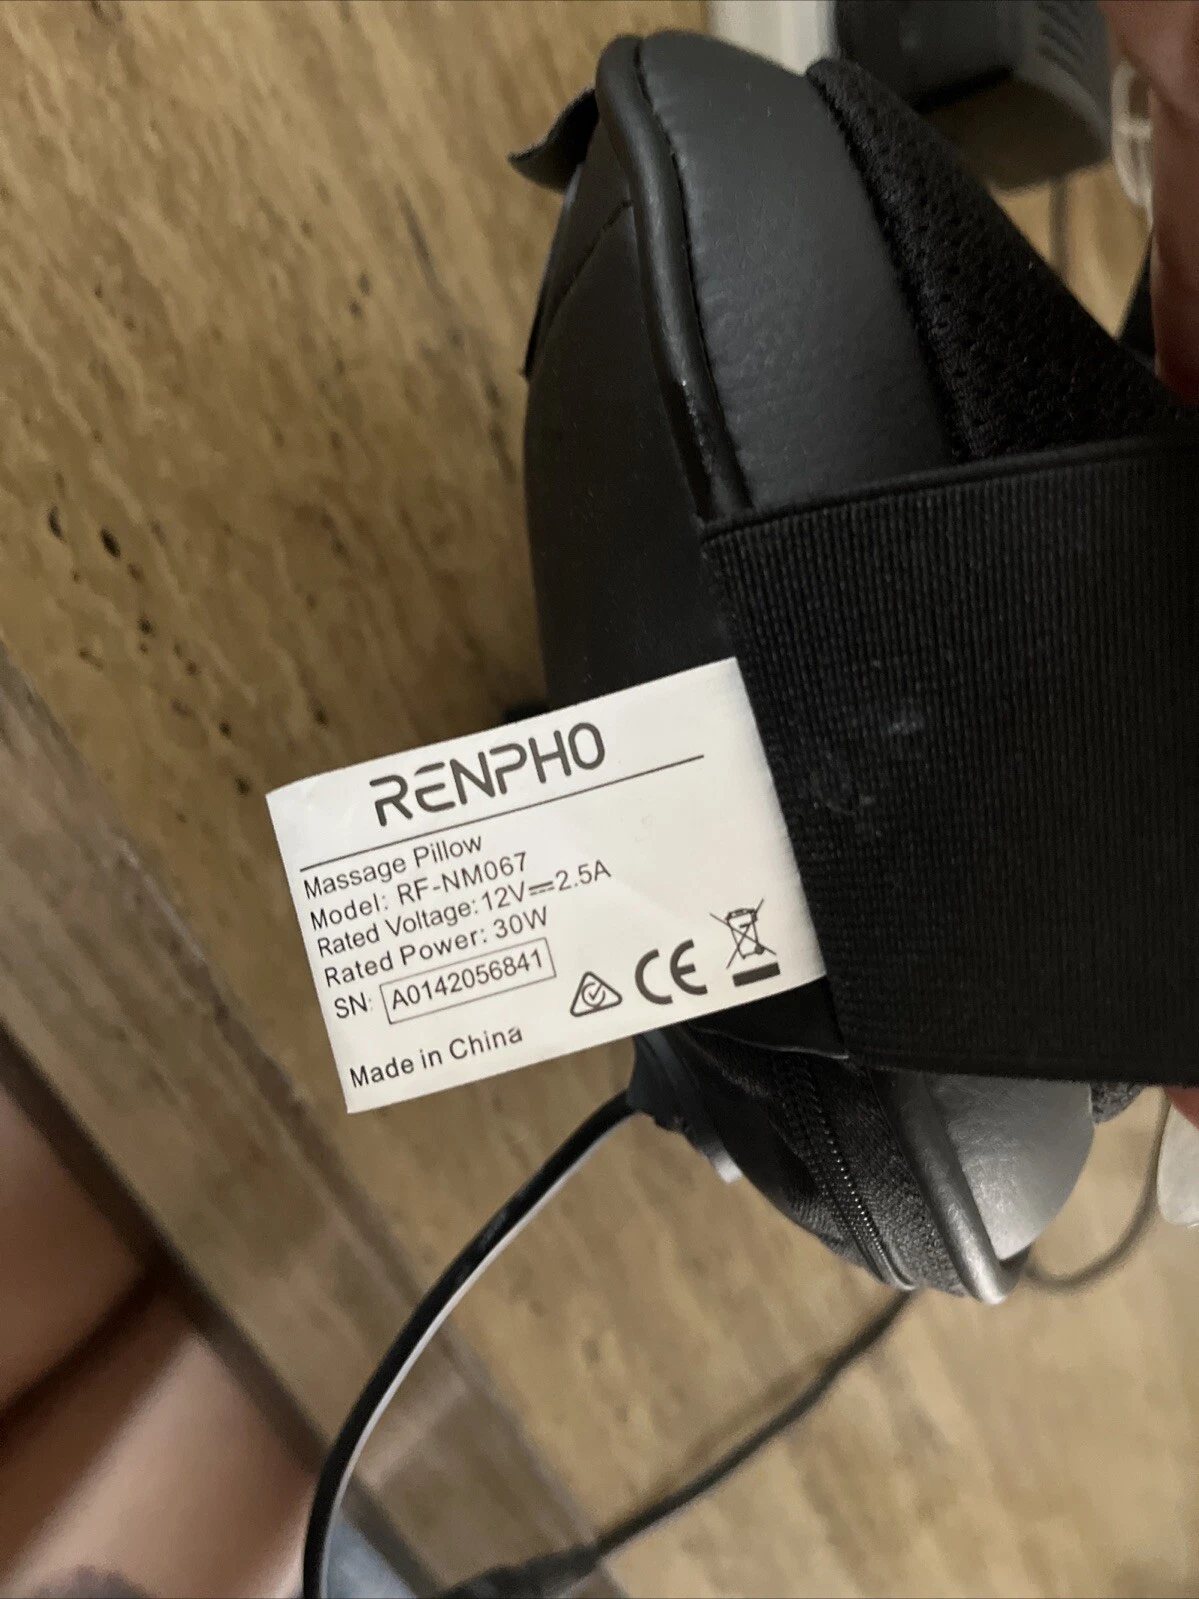 RENPHO
Massage Pillow
Model: RF-NM067
Rated Voltage: 12V⎓2.5A
Rated Power: 30W
SN: A0142056841
CE
Made in China